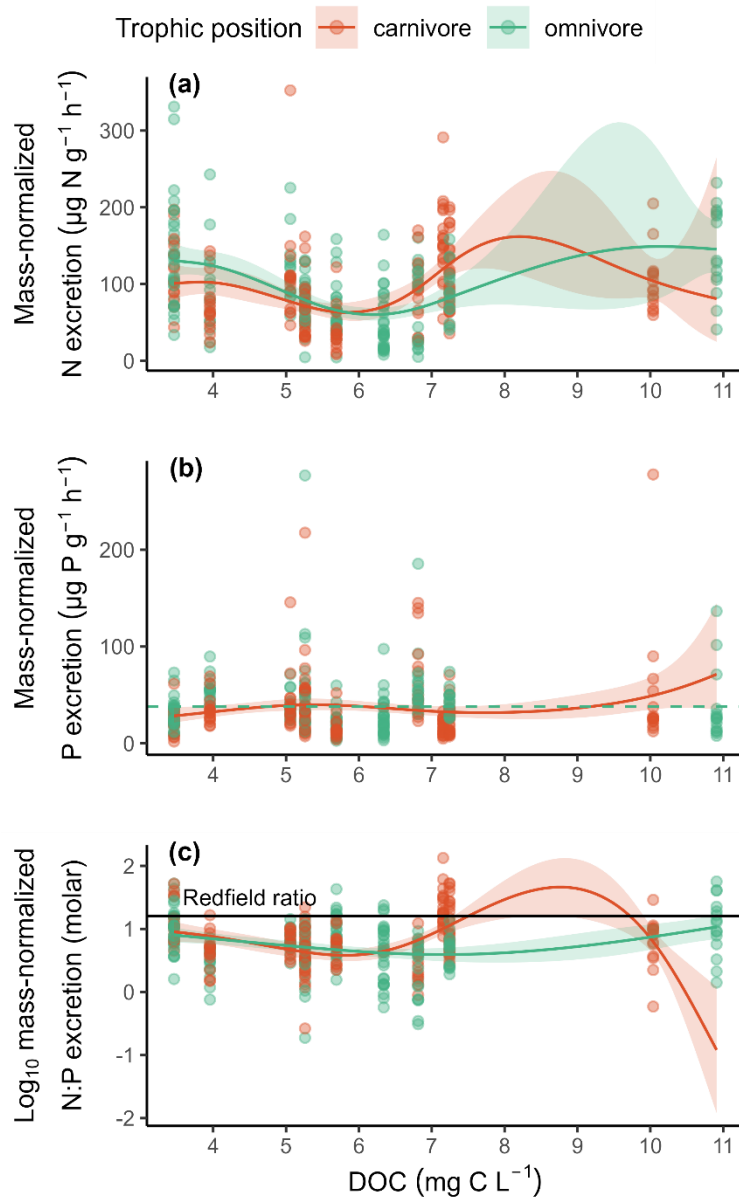 Trophic position carnivore omnivore
(a)
Mass-normalized
N excretion (µg N g⁻¹ h⁻¹)
300
200
100
0
4 5 6 7 8 9 10 11
(b)
Mass-normalized
P excretion (µg P g⁻¹ h⁻¹)
200
100
0
4 5 6 7 8 9 10 11
(c)
Log₁₀ mass-normalized
N:P excretion (molar)
2
Redfield ratio
1
0
-1
-2
4 5 6 7 8 9 10 11
DOC (mg C L⁻¹)